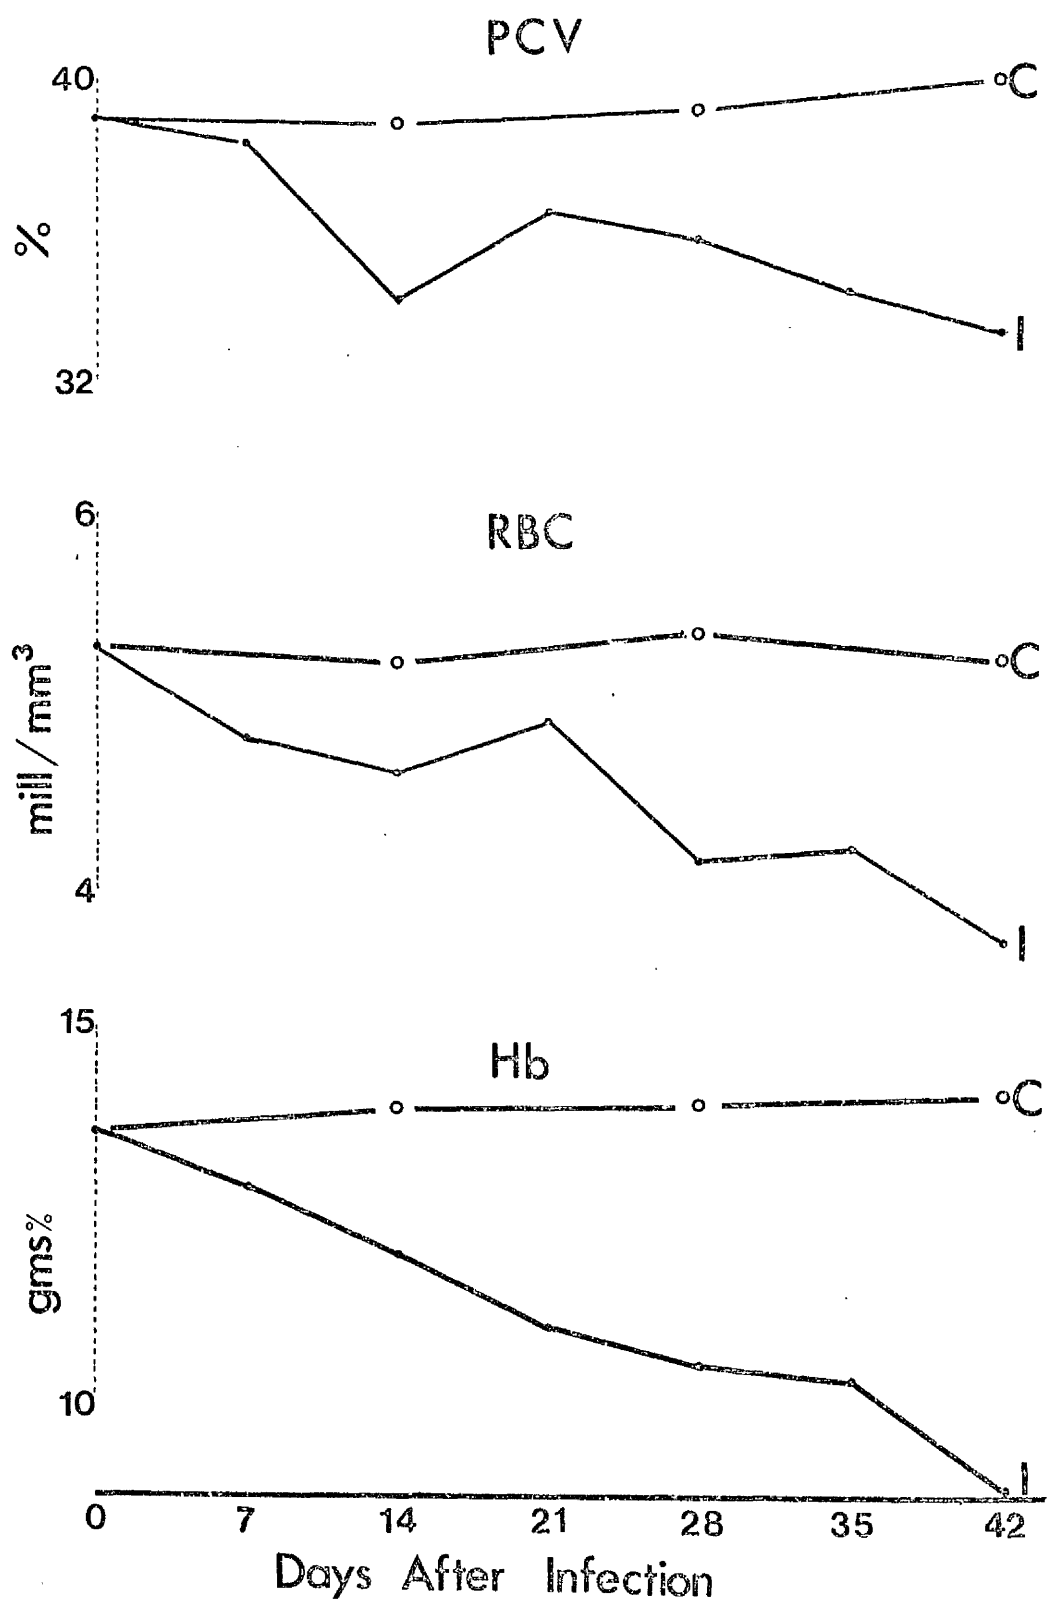 PCV
40
%
32
C
I
RBC
6
mill/mm³
4
C
I
Hb
15
gms%
10
C
I
0 7 14 21 28 35 42
Days After Infection